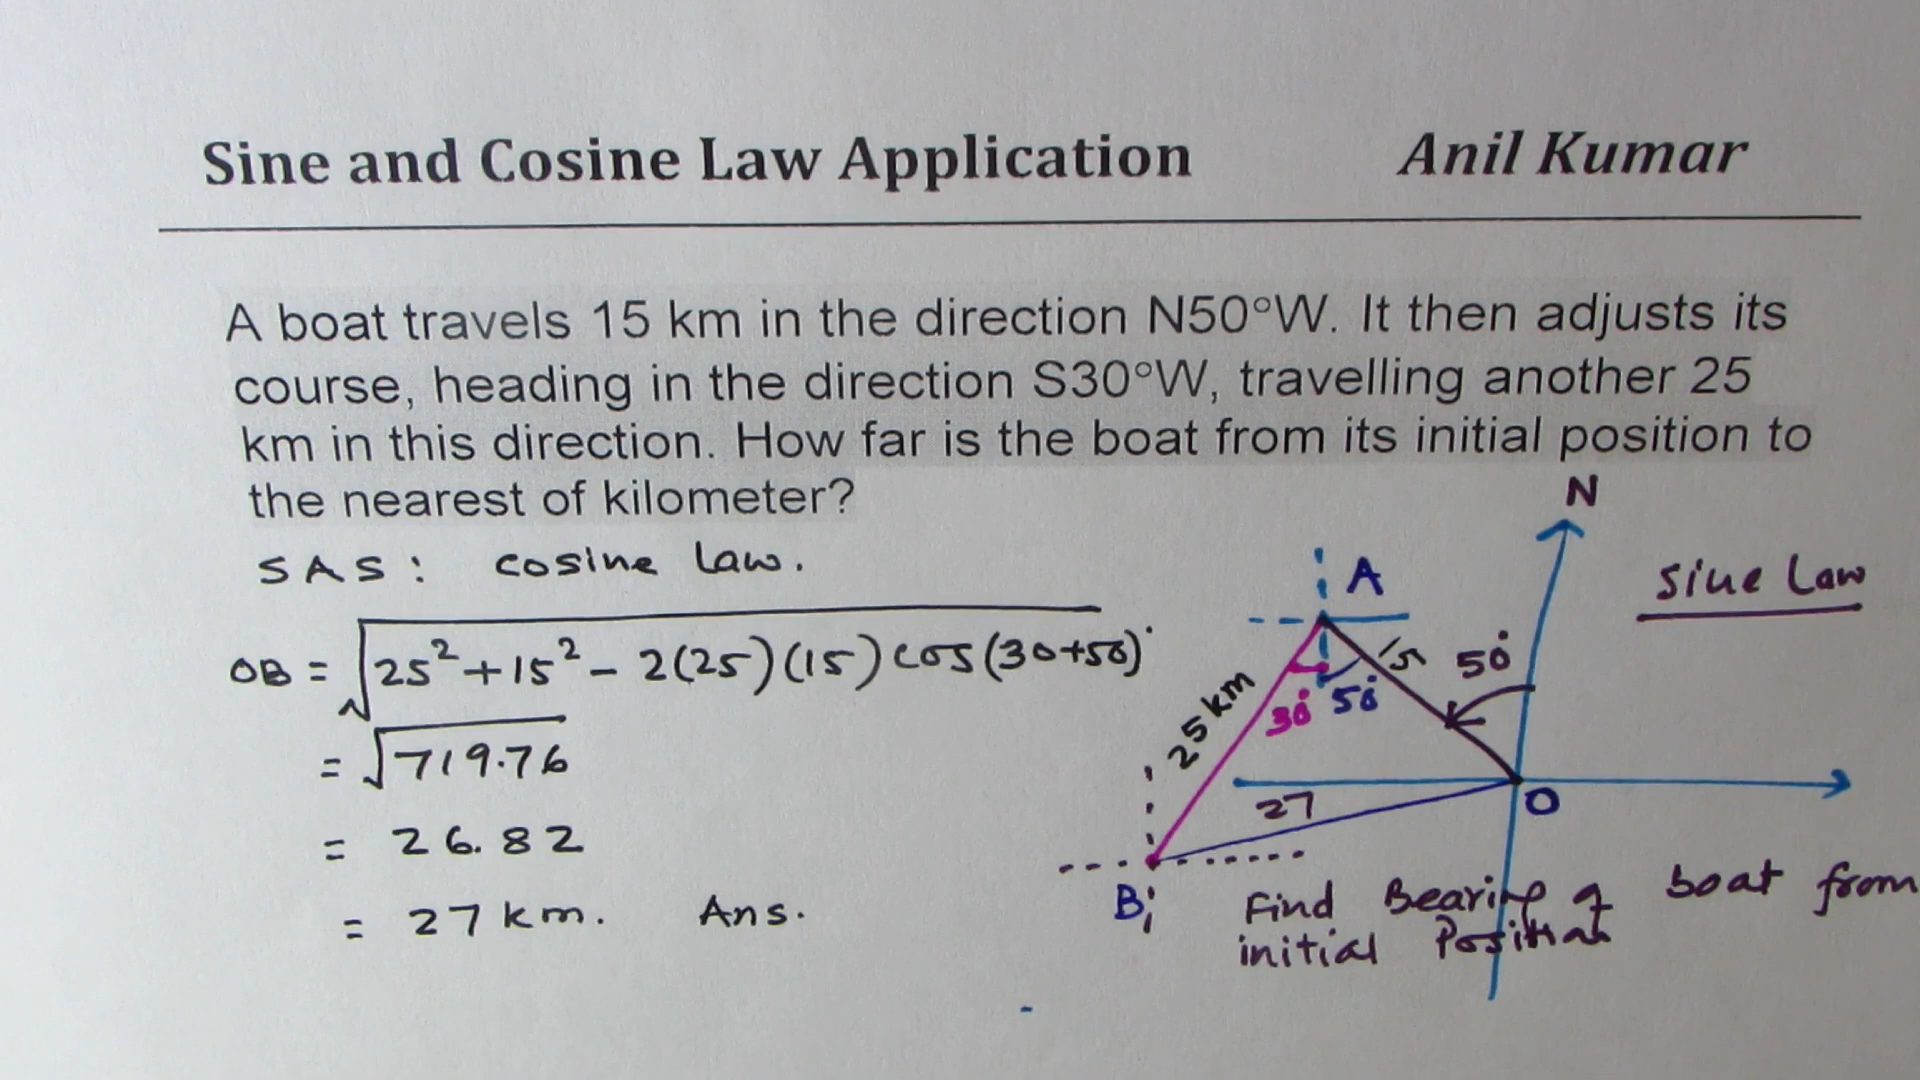 Sine and Cosine Law Application Anil Kumar
A boat travels 15 km in the direction N50°W. It then adjusts its
course, heading in the direction S30°W, travelling another 25
km in this direction. How far is the boat from its initial position to
the nearest of kilometer?
N
SAS: cosine Law.
A
Sine Law
OB = √25²+15²-2(25)(15)cos(30+50)°
15
50°
25 km
30° 50°
= √719.76
27
O
= 26.82
= 27 km. Ans.
B
Find Bearing of boat from
initial Position